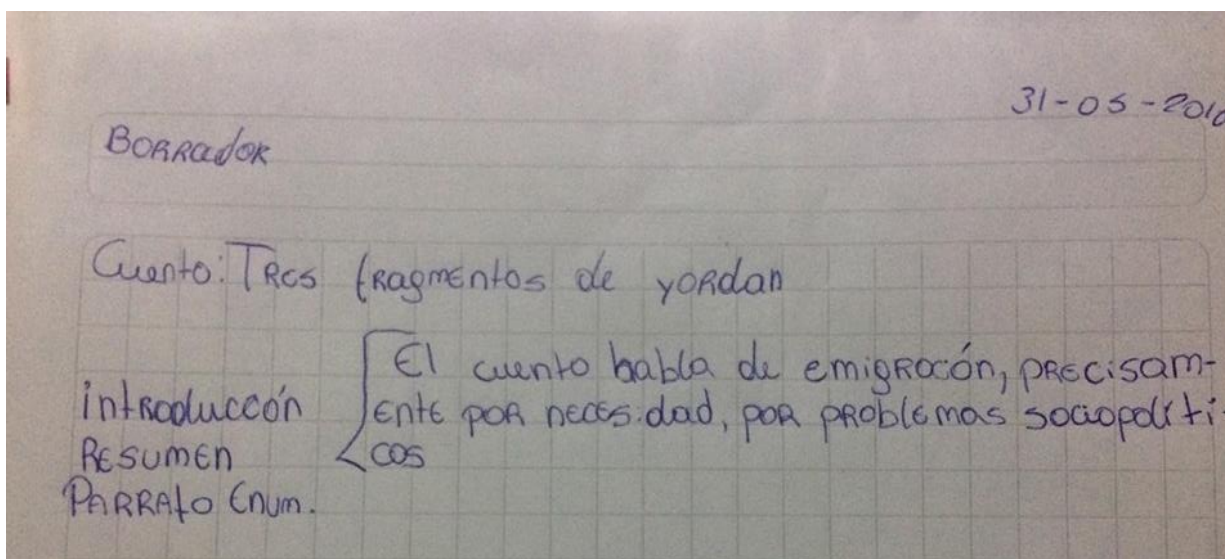 31-05-2016
Borrador
Cuento: Tres fragmentos de yordan
El cuento habla de emigración, precisam-
introducción ente por necesidad, por problemas sociopolíti
Resumen cos
Parrafo Enum.